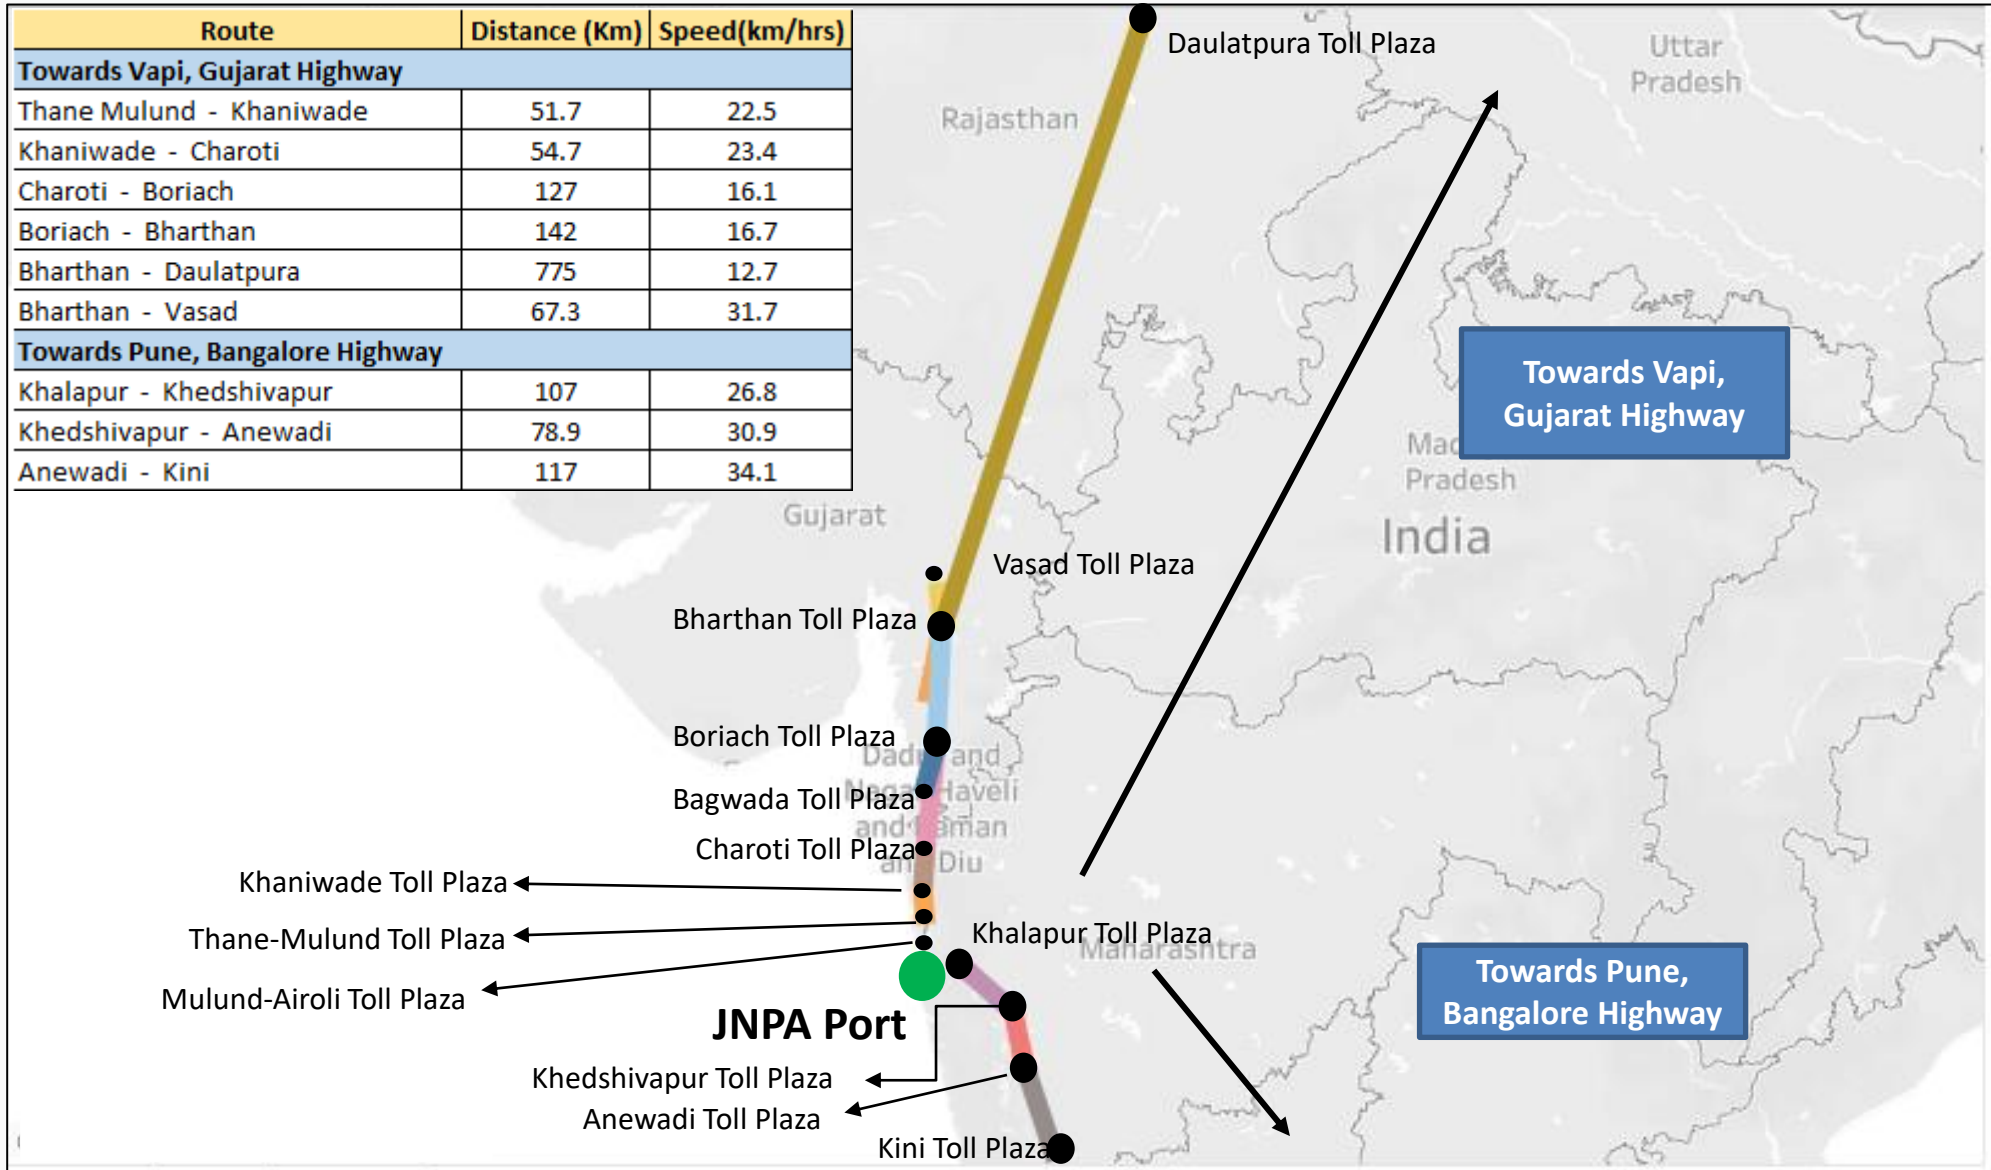 Route Distance (Km) Speed(km/hrs)
Towards Vapi, Gujarat Highway
Thane Mulund - Khaniwade 51.7 22.5
Khaniwade - Charoti 54.7 23.4
Charoti - Boriach 127 16.1
Boriach - Bharthan 142 16.7
Bharthan - Daulatpura 775 12.7
Bharthan - Vasad 67.3 31.7
Towards Pune, Bangalore Highway
Khalapur - Khedshivapur 107 26.8
Khedshivapur - Anewadi 78.9 30.9
Anewadi - Kini 117 34.1
Daulatpura Toll Plaza
Uttar
Pradesh
Rajasthan
Towards Vapi,
Gujarat Highway
Pradesh
Gujarat
India
Vasad Toll Plaza
Bharthan Toll Plaza
Boriach Toll Plaza
and
Haveli
Bagwada Toll Plaza
and
Charoti Toll Plaza
Diu
Khaniwade Toll Plaza
Thane-Mulund Toll Plaza
Khalapur Toll Plaza
Maharashtra
Mulund-Airoli Toll Plaza
Towards Pune,
Bangalore Highway
JNPA Port
Khedshivapur Toll Plaza
Anewadi Toll Plaza
Kini Toll Plaza